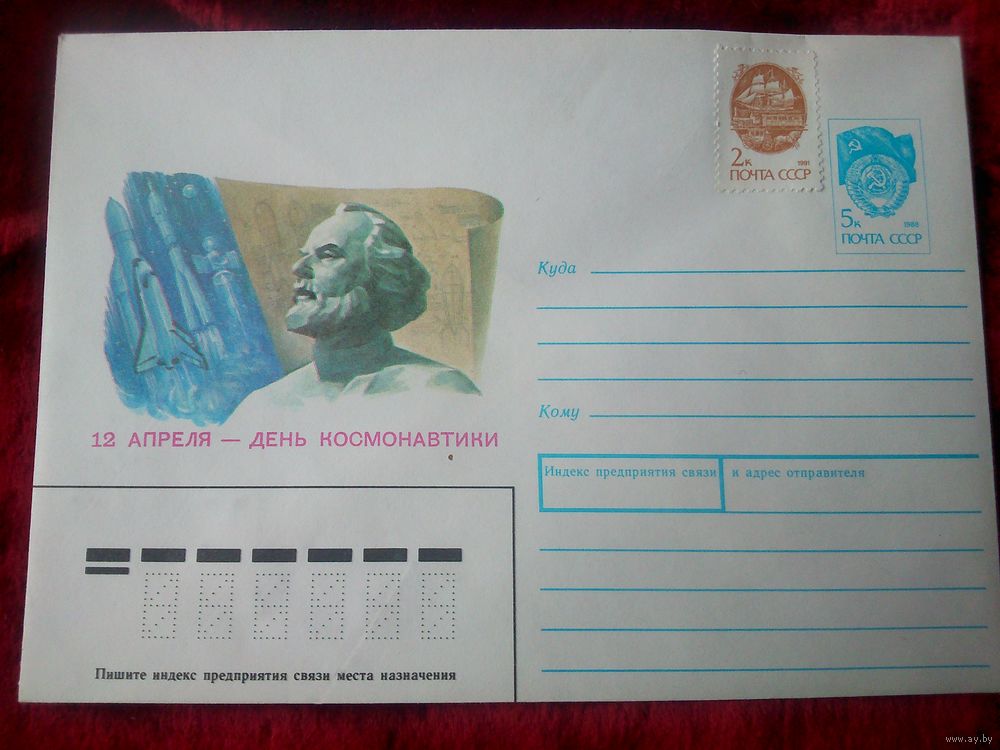 2к 1991
ПОЧТА СССР
5к 1988
ПОЧТА СССР
Куда
Кому
12 АПРЕЛЯ — ДЕНЬ КОСМОНАВТИКИ
Индекс предприятия связи и адрес отправителя
Пишите индекс предприятия связи места назначения
www.ay.by